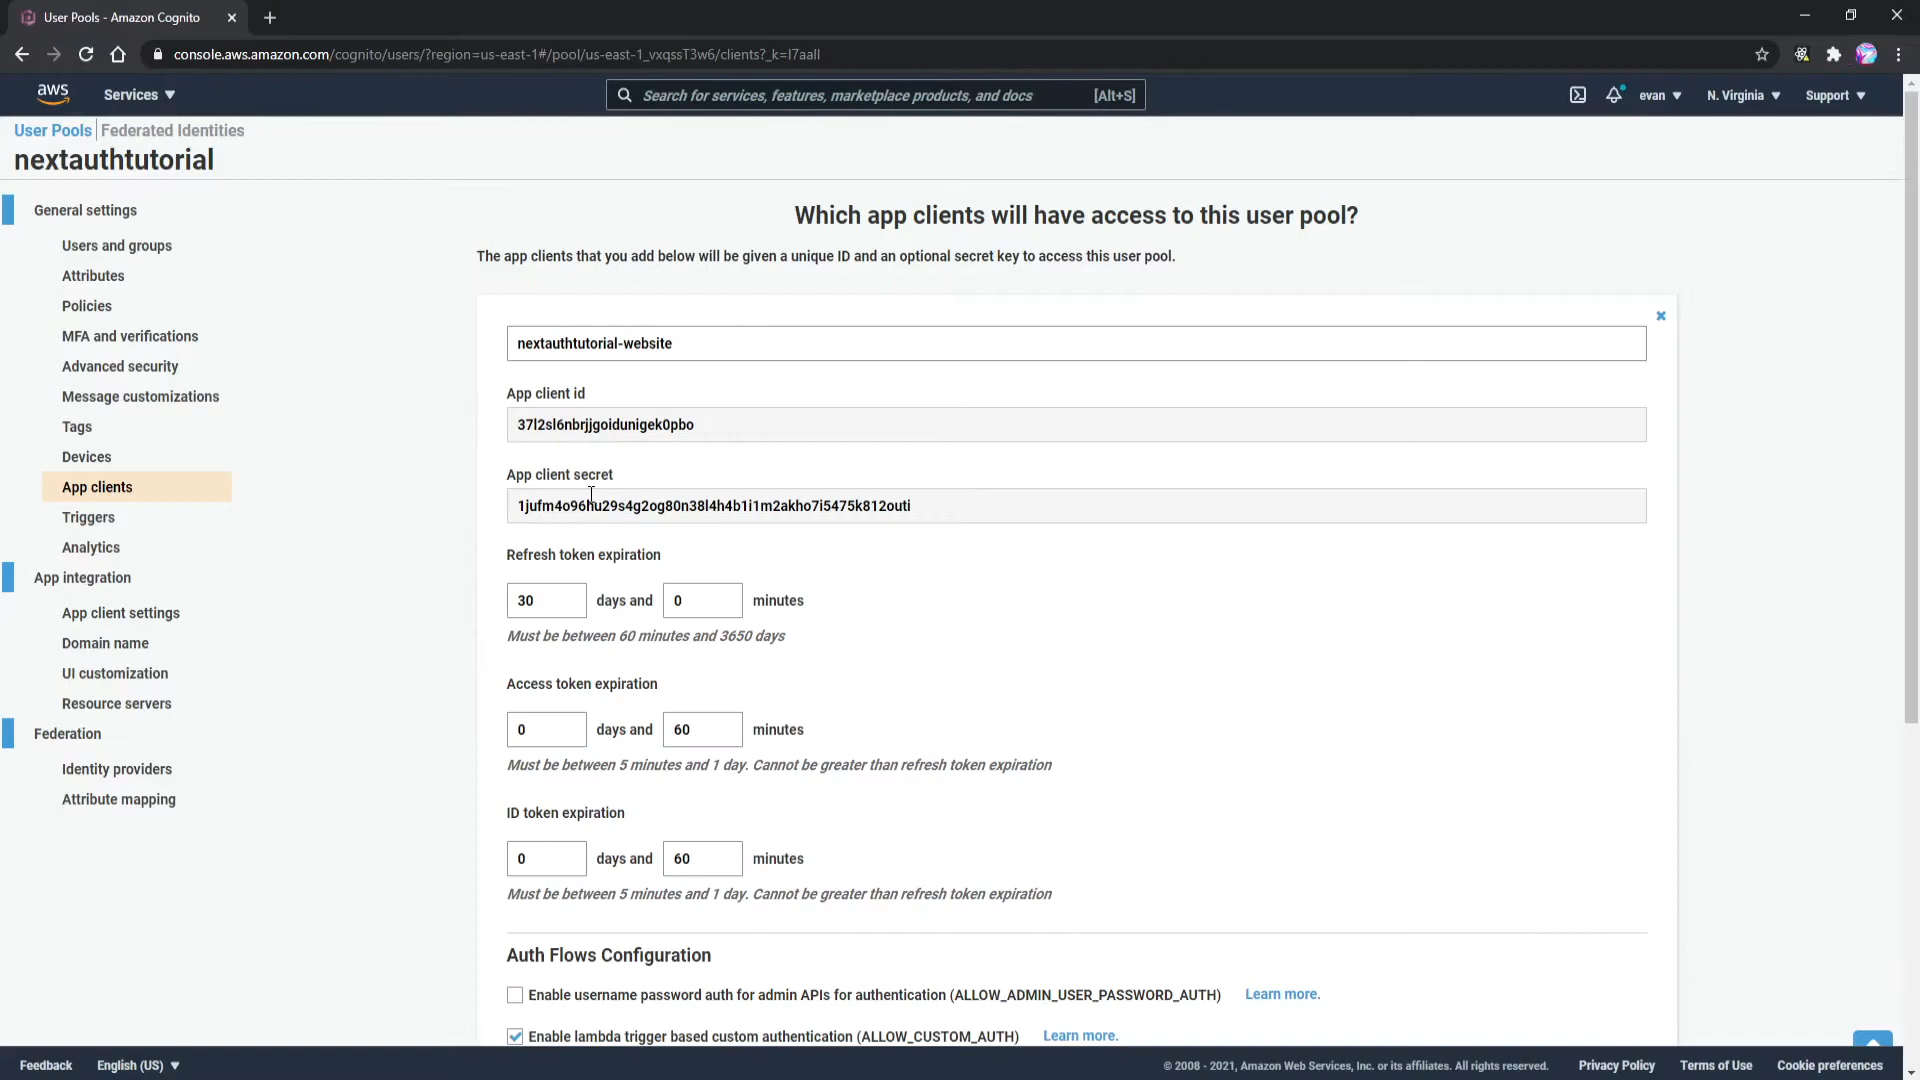 User Pools - Amazon Cognito
console.aws.amazon.com/cognito/users/?region=us-east-1#/pool/us-east-1_vxqssT3w6/clients?_k=l7aall
aws
Services
Search for services, features, marketplace products, and docs
[Alt+S]
evan
N. Virginia
Support
User Pools
Federated Identities
nextauthtutorial
General settings
Users and groups
Attributes
Policies
MFA and verifications
Advanced security
Message customizations
Tags
Devices
App clients
Triggers
Analytics
App integration
App client settings
Domain name
UI customization
Resource servers
Federation
Identity providers
Attribute mapping
Which app clients will have access to this user pool?
The app clients that you add below will be given a unique ID and an optional secret key to access this user pool.
nextauthtutorial-website
App client id
37l2sl6nbrjjgoidunigek0pbo
App client secret
1jufm4o96hu29s4g2og80n38l4h4b1i1m2akho7i5475k812outi
Refresh token expiration
30 days and 0 minutes
Must be between 60 minutes and 3650 days
Access token expiration
0 days and 60 minutes
Must be between 5 minutes and 1 day. Cannot be greater than refresh token expiration
ID token expiration
0 days and 60 minutes
Must be between 5 minutes and 1 day. Cannot be greater than refresh token expiration
Auth Flows Configuration
Enable username password auth for admin APIs for authentication (ALLOW_ADMIN_USER_PASSWORD_AUTH) Learn more.
Enable lambda trigger based custom authentication (ALLOW_CUSTOM_AUTH) Learn more.
Feedback
English (US)
© 2008 - 2021, Amazon Web Services, Inc. or its affiliates. All rights reserved.
Privacy Policy
Terms of Use
Cookie preferences